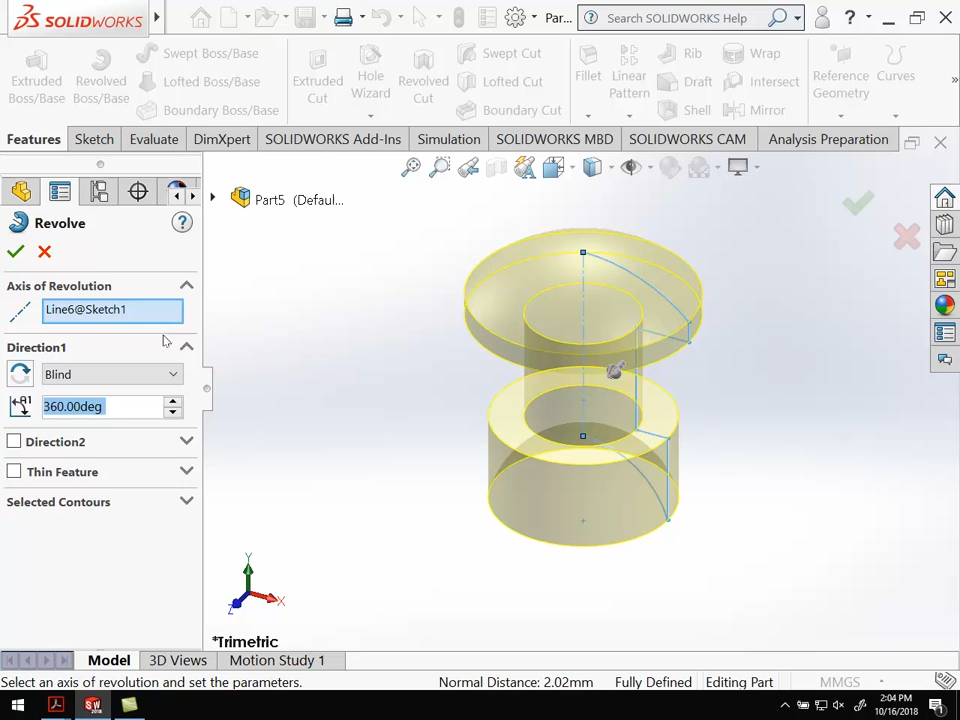 SOLIDWORKS
Par...
Search SOLIDWORKS Help
?
Extruded Boss/Base
Revolved Boss/Base
Swept Boss/Base
Lofted Boss/Base
Boundary Boss/Base
Extruded Cut
Hole Wizard
Revolved Cut
Swept Cut
Lofted Cut
Boundary Cut
Fillet
Linear Pattern
Rib
Draft
Shell
Wrap
Intersect
Mirror
Reference Geometry
Curves
»
Features
Sketch
Evaluate
DimXpert
SOLIDWORKS Add-Ins
Simulation
SOLIDWORKS MBD
SOLIDWORKS CAM
Analysis Preparation
Part5 (Defaul...
Revolve
?
Axis of Revolution
Line6@Sketch1
Direction1
Blind
A1
360.00deg
Direction2
Thin Feature
Selected Contours
Y
X
Z
*Trimetric
Model
3D Views
Motion Study 1
Select an axis of revolution and set the parameters.
Normal Distance: 2.02mm
Fully Defined
Editing Part
MMGS
SW
2018
2:04 PM
10/16/2018
1